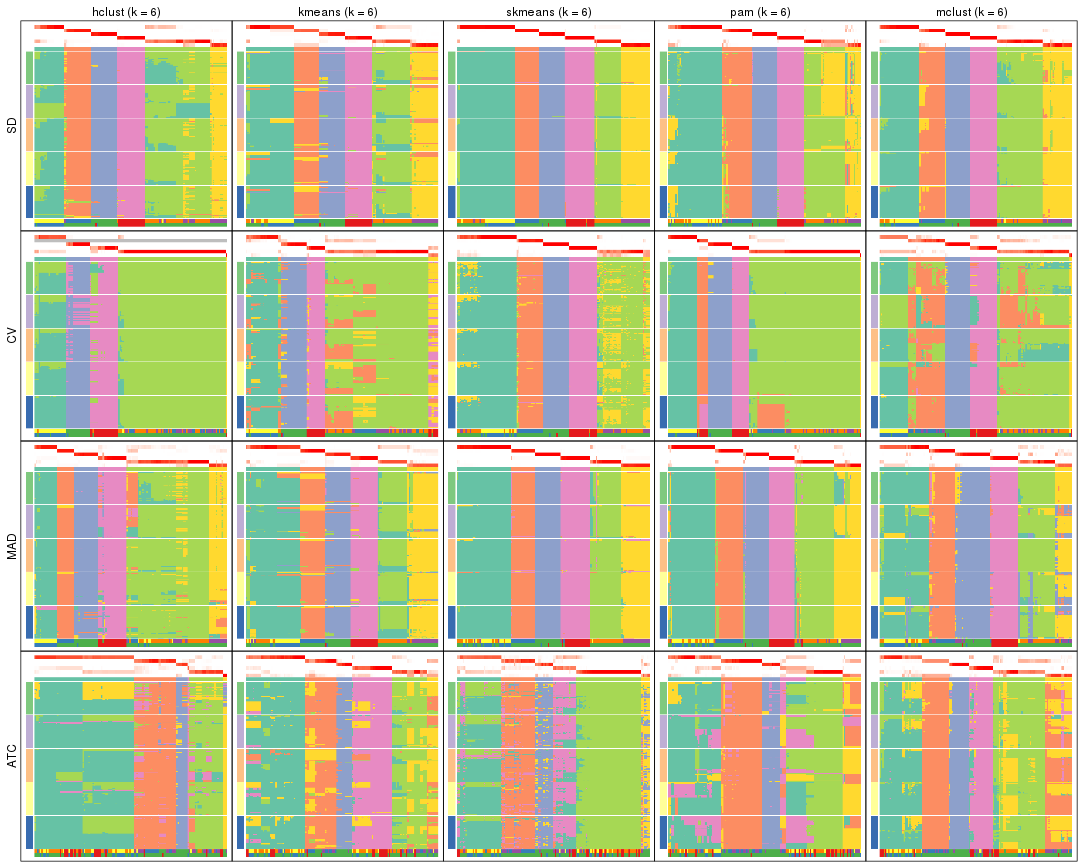 hclust (k = 6) kmeans (k = 6) skmeans (k = 6) pam (k = 6) mclust (k = 6)
SD
CV
MAD
ATC